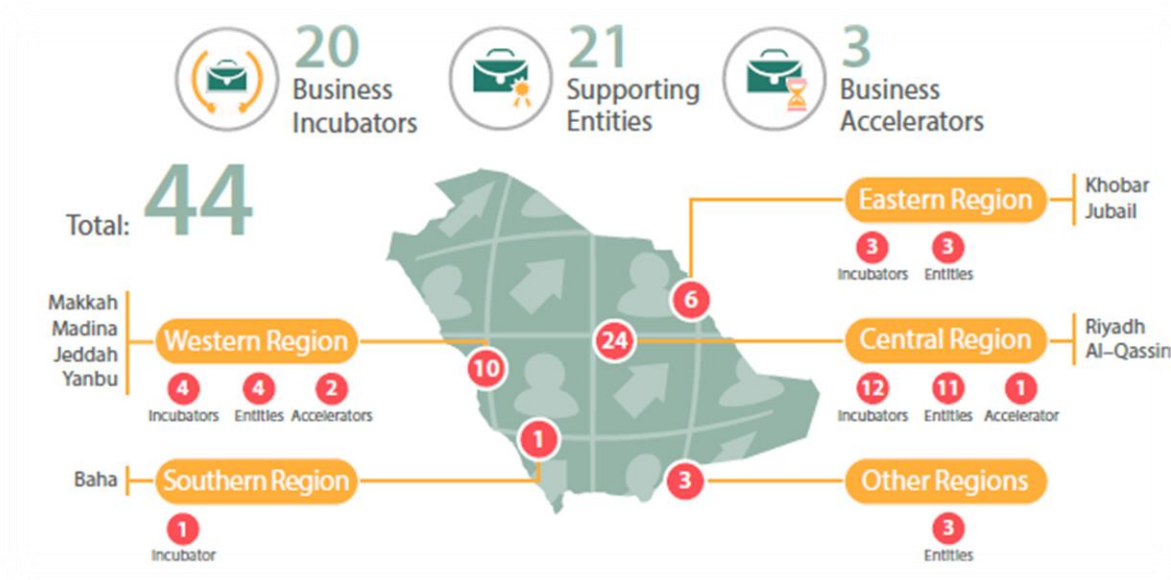 20
Business
Incubators
21
Supporting
Entities
3
Business
Accelerators
Total: 44
Eastern Region
Khobar
Jubail
3
Incubators
3
Entities
6
Makkah
Madina
Jeddah
Yanbu
Western Region
4
Incubators
4
Entities
2
Accelerators
10
24
Central Region
Riyadh
Al-Qassin
12
Incubators
11
Entities
1
Accelerator
Baha
Southern Region
1
Incubator
1
3
Other Regions
3
Entities